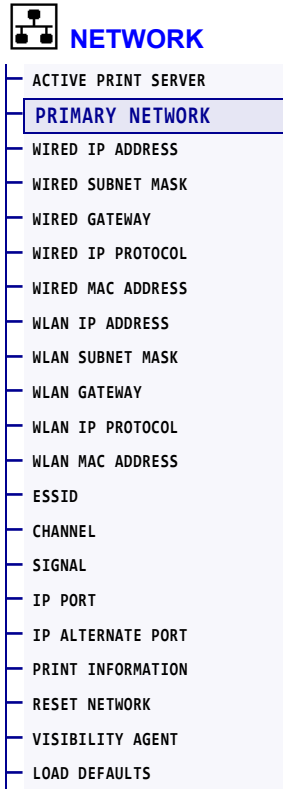 NETWORK
ACTIVE PRINT SERVER
PRIMARY NETWORK
WIRED IP ADDRESS
WIRED SUBNET MASK
WIRED GATEWAY
WIRED IP PROTOCOL
WIRED MAC ADDRESS
WLAN IP ADDRESS
WLAN SUBNET MASK
WLAN GATEWAY
WLAN IP PROTOCOL
WLAN MAC ADDRESS
ESSID
CHANNEL
SIGNAL
IP PORT
IP ALTERNATE PORT
PRINT INFORMATION
RESET NETWORK
VISIBILITY AGENT
LOAD DEFAULTS